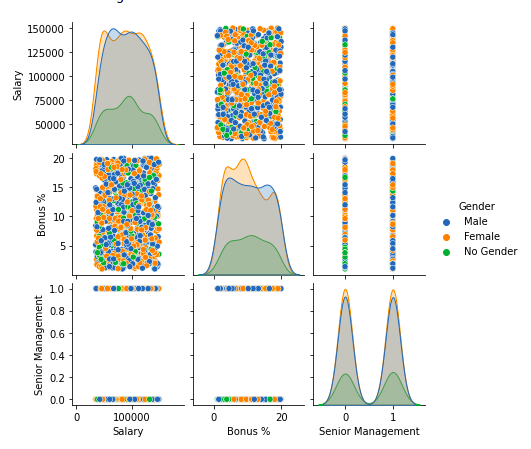 150000
125000
100000
75000
50000
Salary
20
15
10
5
Bonus %
Gender
Male
Female
No Gender
1.0
0.8
0.6
0.4
0.2
0.0
Senior Management
0 100000
Salary
0 20
Bonus %
0 1
Senior Management